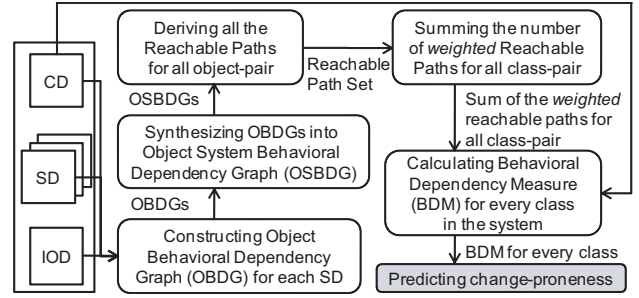 CD
SD
IOD
Deriving all the
Reachable Paths
for all object-pair
OSBDGs
Synthesizing OBDGs into
Object System Behavioral
Dependency Graph (OSBDG)
OBDGs
Constructing Object
Behavioral Dependency
Graph (OBDG) for each SD
Reachable
Path Set
Summing the number
of weighted Reachable
Paths for all class-pair
Sum of the weighted
reachable paths for
all class-pair
Calculating Behavioral
Dependency Measure
(BDM) for every class
in the system
BDM for every class
Predicting change-proneness